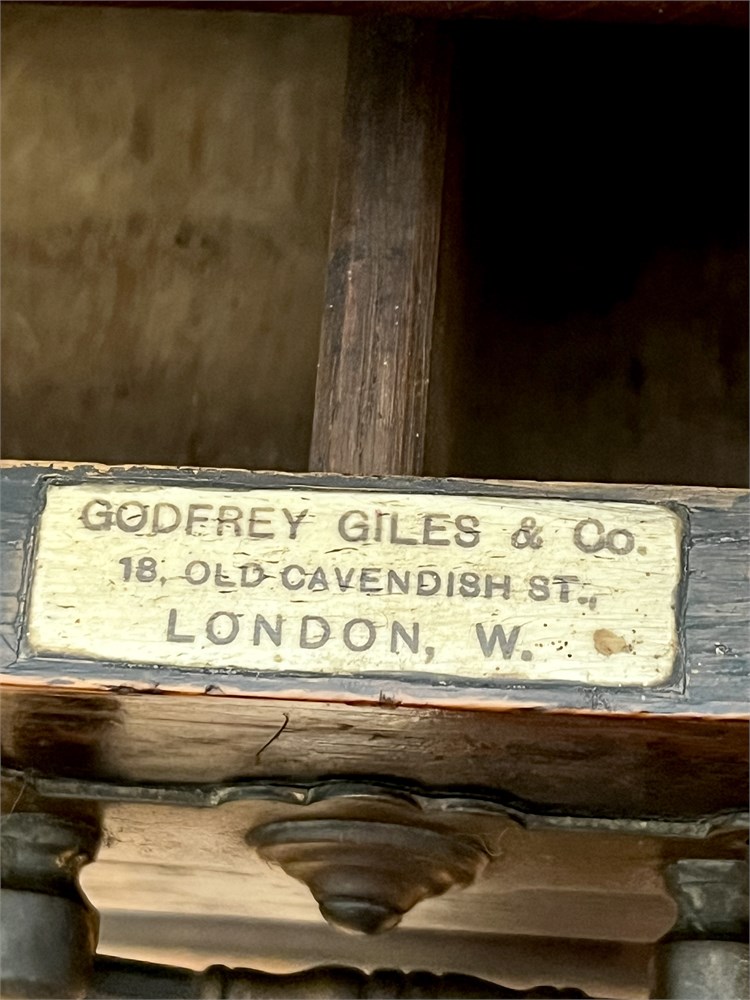 GODFREY GILES & Co.
18, OLD CAVENDISH ST.,
LONDON, W.